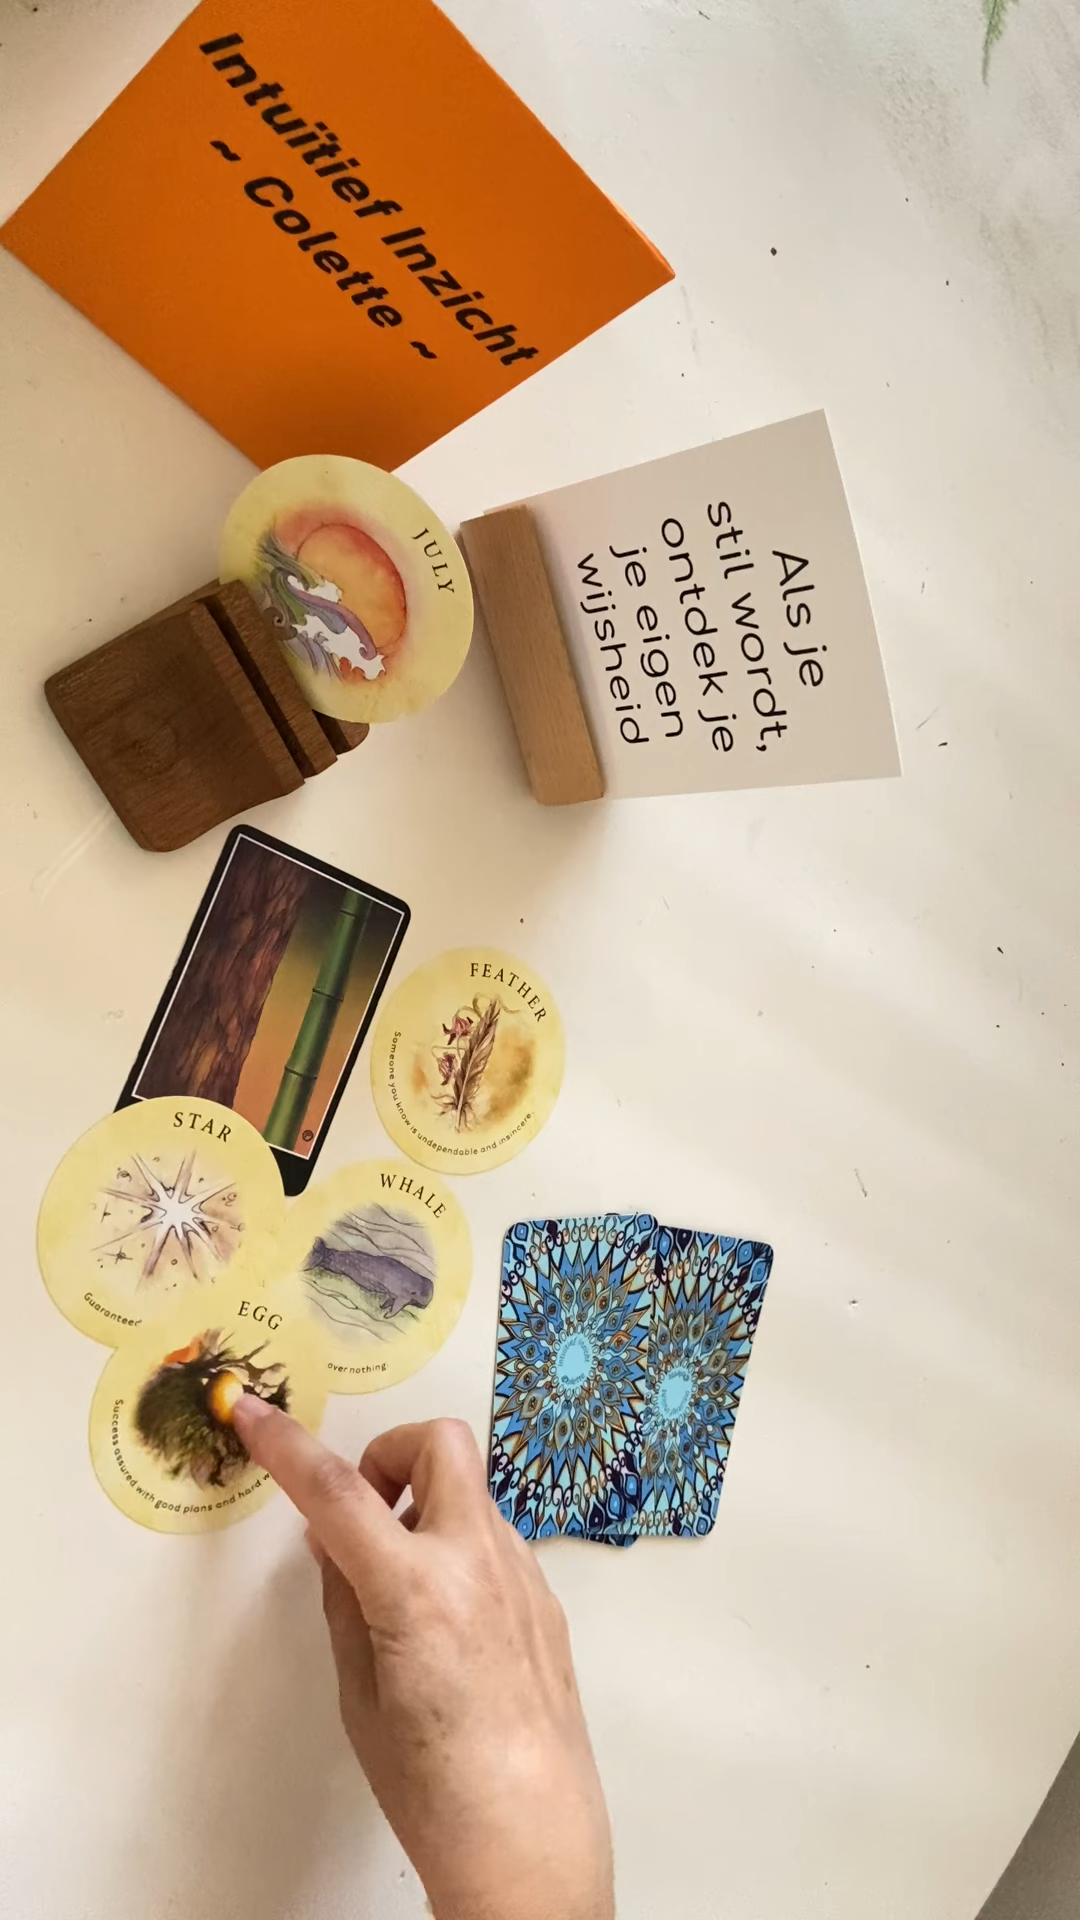 Intuïtief Inzicht
~ Colette ~
JULY
Als je
stil wordt,
ontdek je
je eigen
wijsheid
FEATHER
Someone you know is undependable and insincere.
STAR
WHALE
over nothing.
EGG
Success assured with good plans and hard